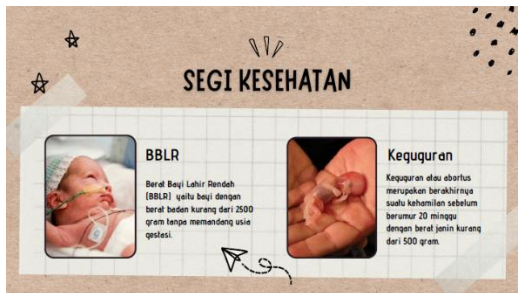 SEGI KESEHATAN
BBLR
Berat Bayi Lahir Rendah
(BBLR) yaitu bayi dengan
berat badan kurang dari 2500
gram tanpa memandang usia
gestasi.
Keguguran
Keguguran atau abortus
merupakan berakhirnya
suatu kehamilan sebelum
berumur 20 minggu
dengan berat janin kurang
dari 500 gram.